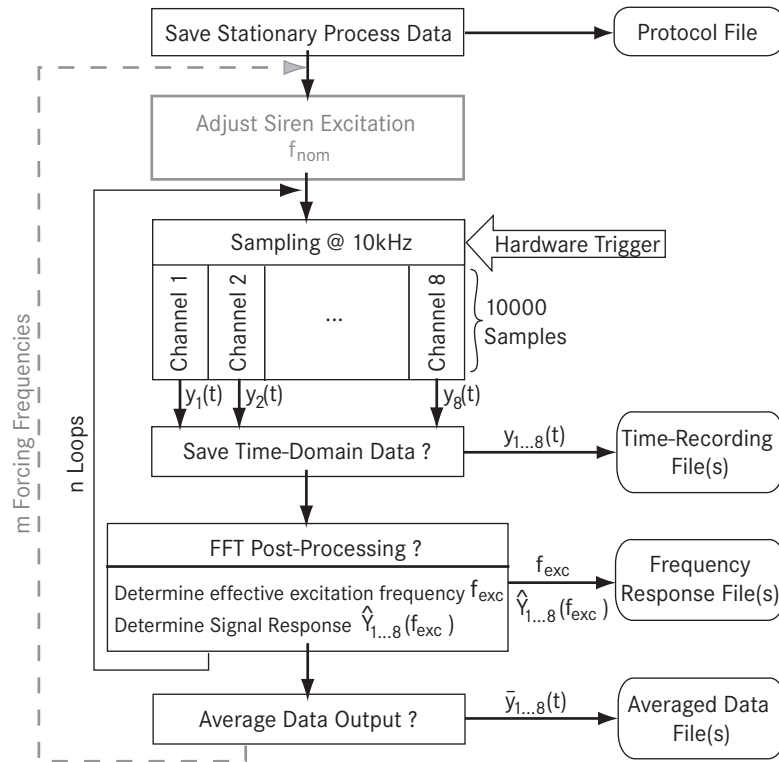 Save Stationary Process Data
Protocol File
Adjust Siren Excitation
f_nom
Sampling @ 10kHz
Hardware Trigger
Channel 1
Channel 2
...
Channel 8
10000
Samples
y_1(t)
y_2(t)
y_8(t)
m Forcing Frequencies
n Loops
Save Time-Domain Data ?
y_1...8(t)
Time-Recording
File(s)
FFT Post-Processing ?
Determine effective excitation frequency f_exc
Determine Signal Response Ŷ_1...8(f_exc)
f_exc
Ŷ_1...8(f_exc)
Frequency
Response File(s)
Average Data Output ?
ȳ_1...8(t)
Averaged Data
File(s)